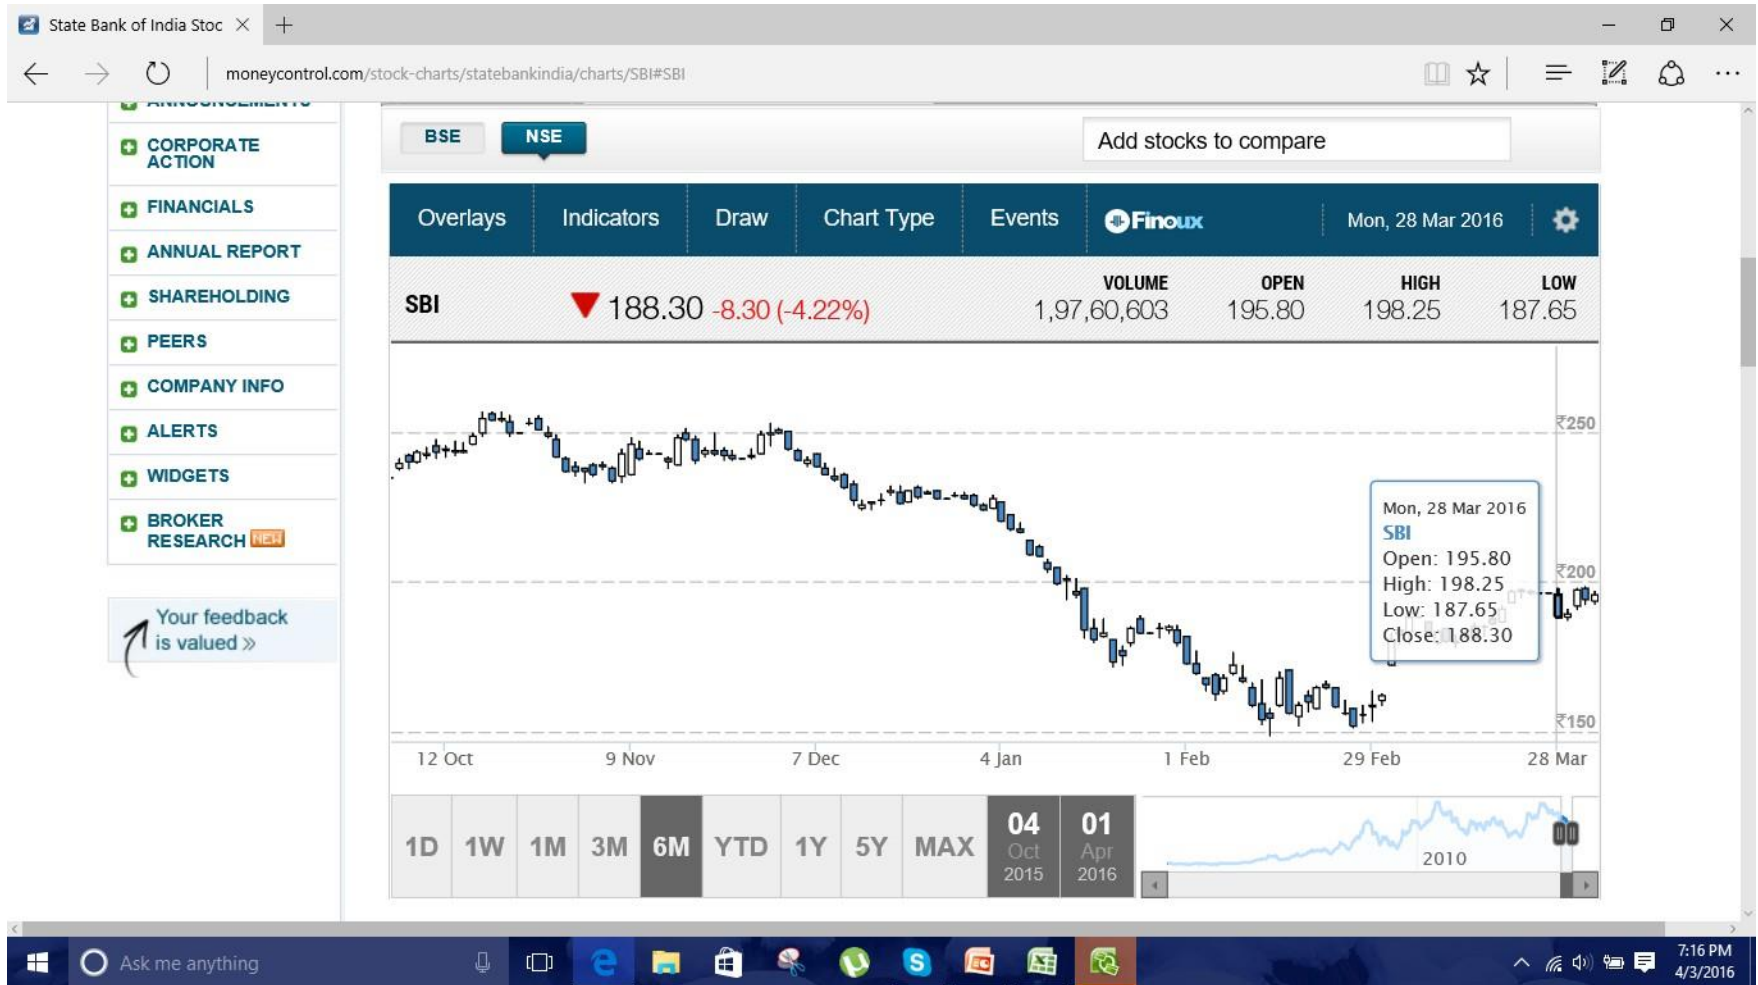 State Bank of India Stoc
moneycontrol.com/stock-charts/statebankindia/charts/SBI#SBI
ANNOUNCEMENTS
CORPORATE
ACTION
FINANCIALS
ANNUAL REPORT
SHAREHOLDING
PEERS
COMPANY INFO
ALERTS
WIDGETS
BROKER
RESEARCH NEW
Your feedback
is valued »
BSE NSE Add stocks to compare
Overlays Indicators Draw Chart Type Events Finoux Mon, 28 Mar 2016
VOLUME OPEN HIGH LOW
SBI 188.30 -8.30 (-4.22%) 1,97,60,603 195.80 198.25 187.65
₹250
₹200
₹150
Mon, 28 Mar 2016
SBI
Open: 195.80
High: 198.25
Low: 187.65
Close: 188.30
12 Oct 9 Nov 7 Dec 4 Jan 1 Feb 29 Feb 28 Mar
1D 1W 1M 3M 6M YTD 1Y 5Y MAX
04 Oct 2015
01 Apr 2016
2010
Ask me anything
7:16 PM
4/3/2016